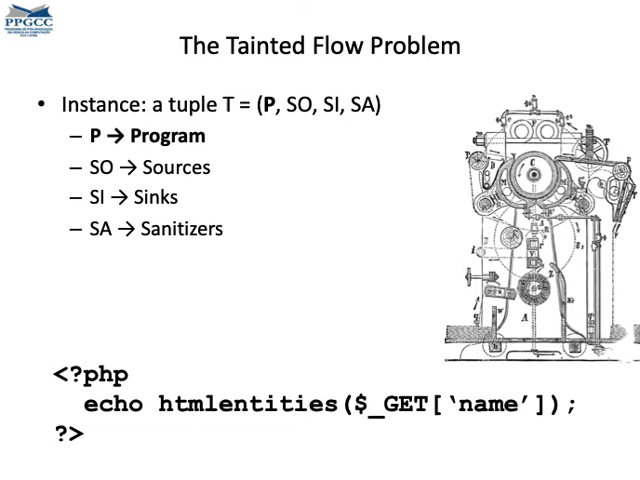 PPGCC
The Tainted Flow Problem
• Instance: a tuple T = (P, SO, SI, SA)
– P → Program
– SO → Sources
– SI → Sinks
– SA → Sanitizers
<?php
echo htmlentities($_GET[‘name’]);
?>